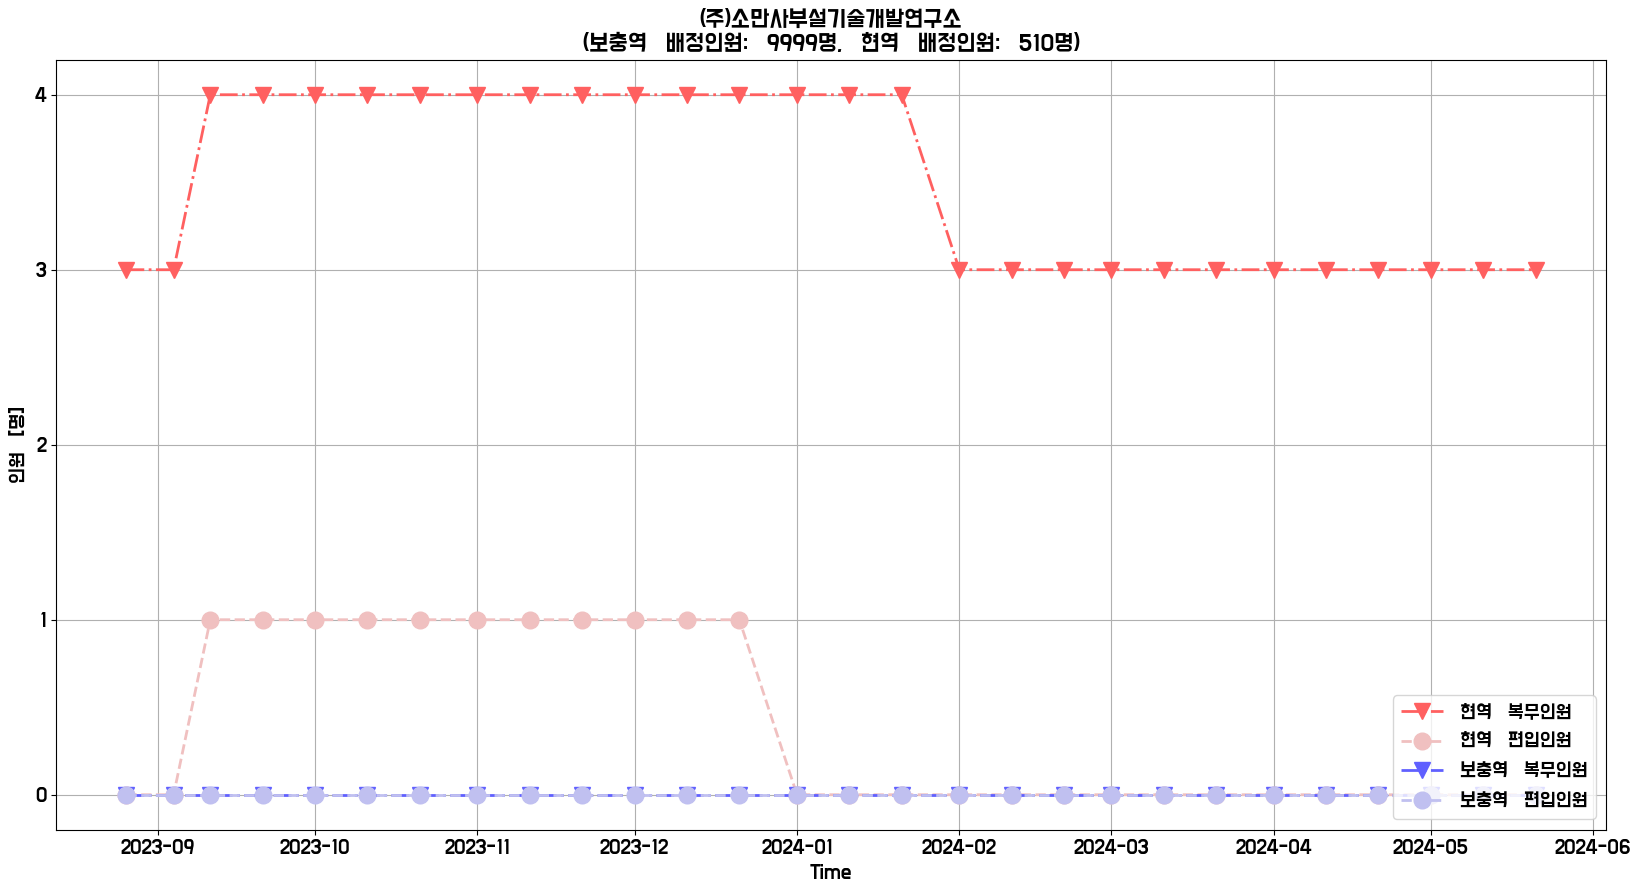 (주)소만사부설기술개발연구소
(보충역 배정인원: 9999명, 현역 배정인원: 510명)
4
3
2
1
0
인원 [명]
현역 복무인원
현역 편입인원
보충역 복무인원
보충역 편입인원
2023-09 2023-10 2023-11 2023-12 2024-01 2024-02 2024-03 2024-04 2024-05 2024-06
Time